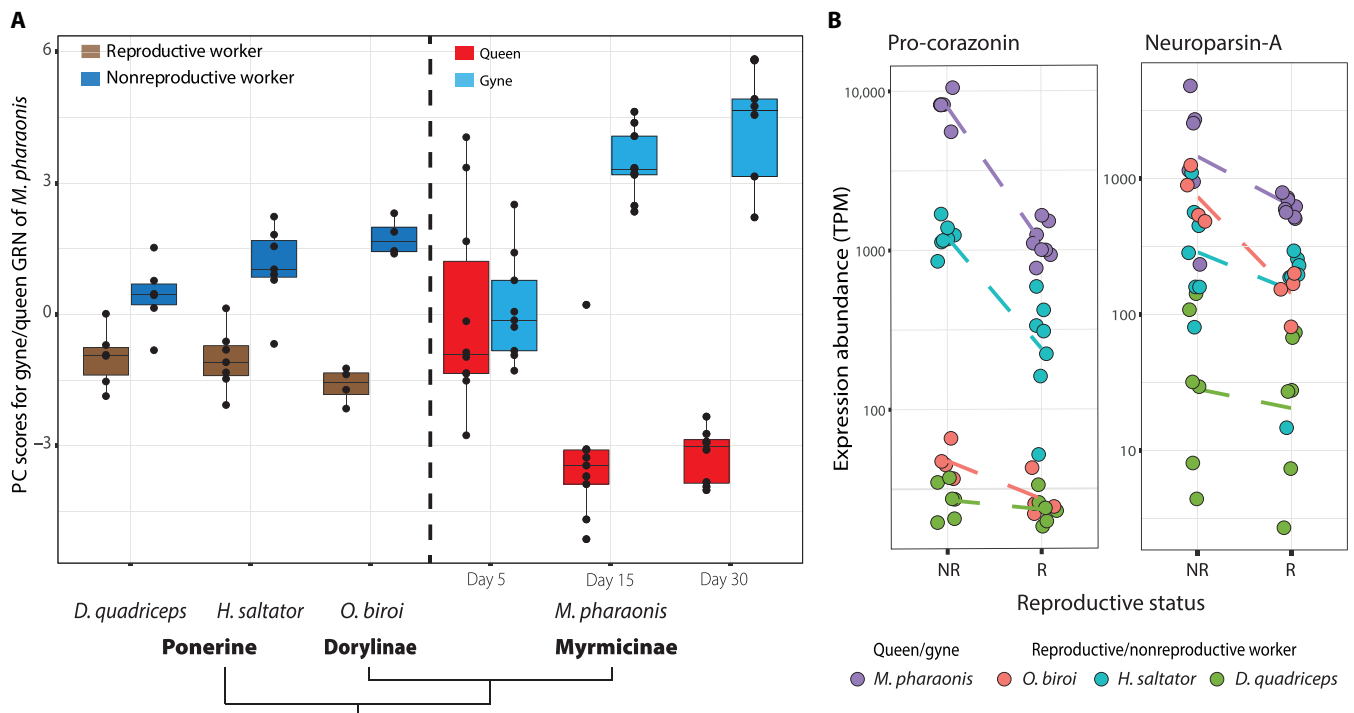 A
PC scores for gyne/queen GRN of M. pharaonis
6
3
0
−3
Reproductive worker
Nonreproductive worker
Queen
Gyne
Day 5
Day 15
Day 30
D. quadriceps
H. saltator
O. biroi
M. pharaonis
Ponerine
Dorylinae
Myrmicinae
B
Pro-corazonin
Neuroparsin-A
Expression abundance (TPM)
10,000
1000
100
1000
100
10
NR
R
NR
R
Reproductive status
Queen/gyne
Reproductive/nonreproductive worker
M. pharaonis
O. biroi
H. saltator
D. quadriceps